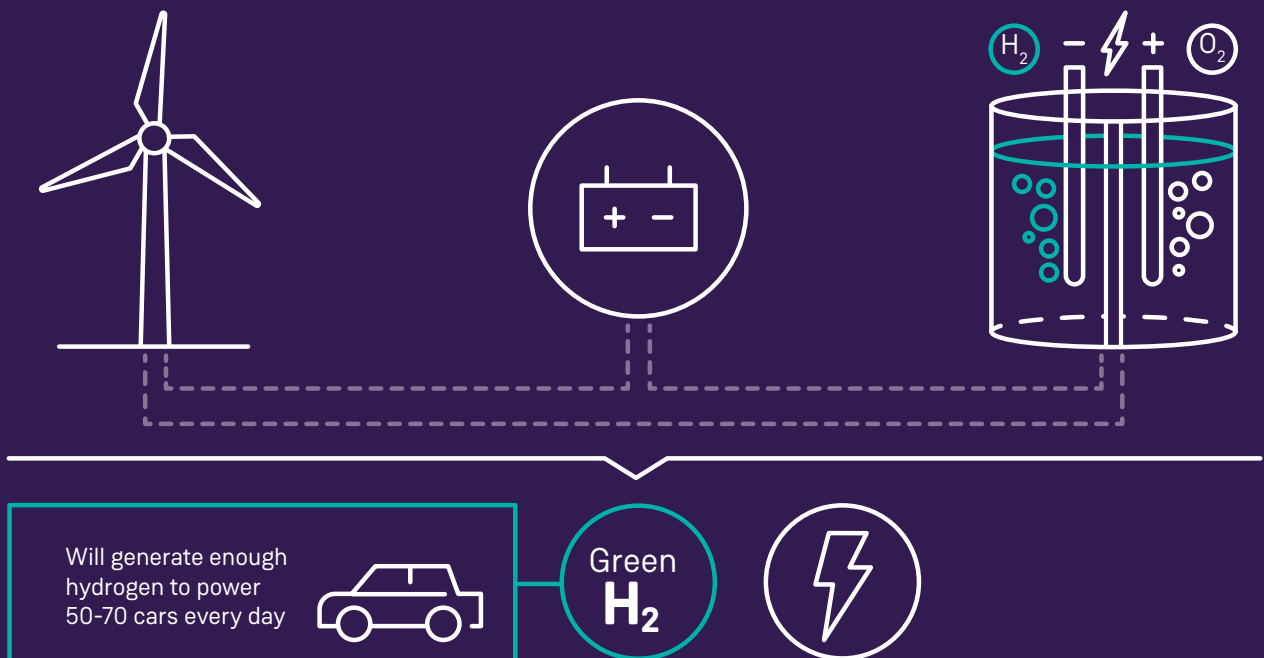 H₂ − + O₂
+ −
Will generate enough
hydrogen to power
50-70 cars every day
Green
H₂